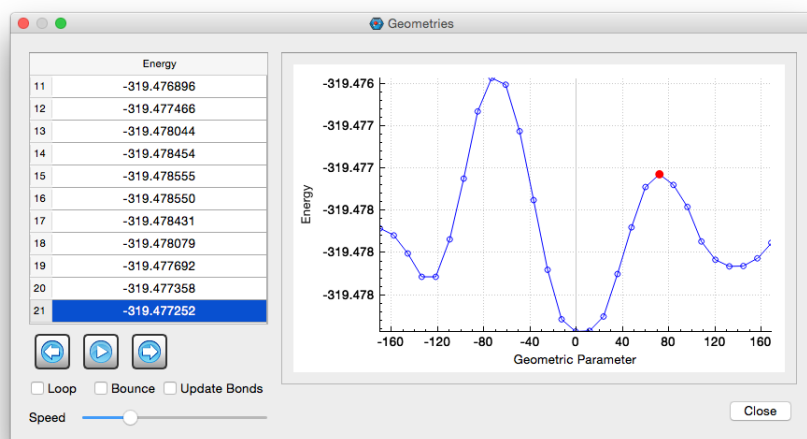 Geometries
Energy
11 -319.476896
12 -319.477466
13 -319.478044
14 -319.478454
15 -319.478555
16 -319.478550
17 -319.478431
18 -319.478079
19 -319.477692
20 -319.477358
21 -319.477252
Loop Bounce Update Bonds
Speed
Energy
-319.476
-319.477
-319.477
-319.478
-319.478
-319.478
-160 -120 -80 -40 0 40 80 120 160
Geometric Parameter
Close